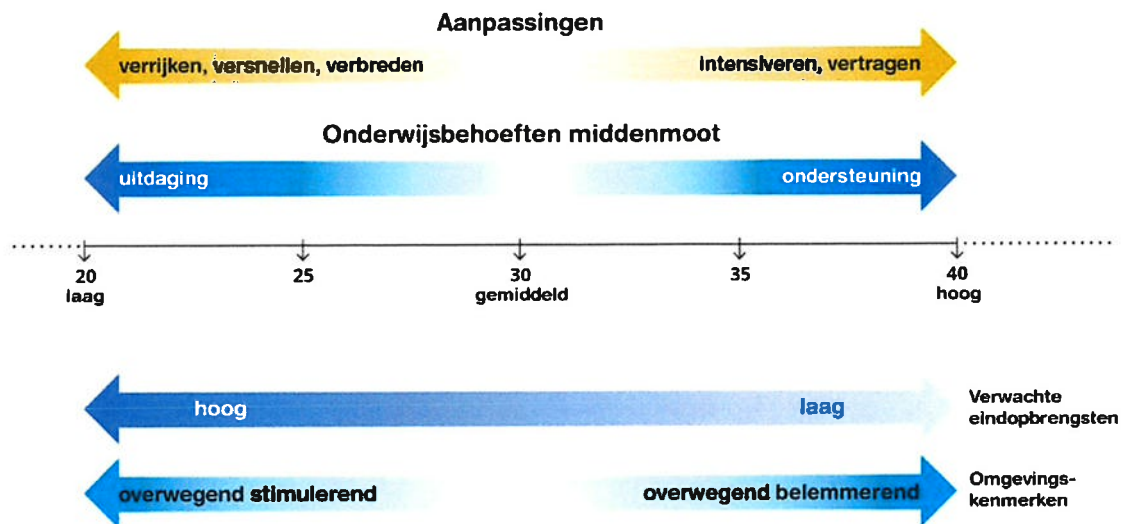 Aanpassingen
verrijken, versnellen, verbreden
intensiveren, vertragen
Onderwijsbehoeften middenmoot
uitdaging
ondersteuning
20
25
30
35
40
laag
gemiddeld
hoog
hoog
laag
Verwachte
eindopbrengsten
overwegend stimulerend
overwegend belemmerend
Omgevings-
kenmerken